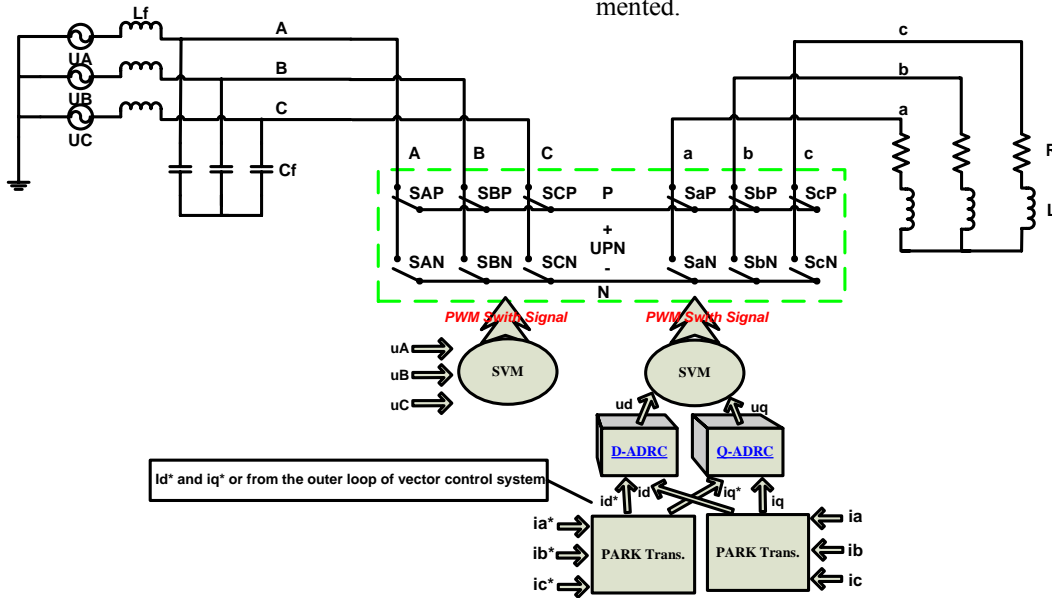 mented.
Lf
A
c
UA
B
b
UB
C
a
UC
Cf
R
L
A B C a b c
SAP SBP SCP P SaP SbP ScP
+
UPN
-
SAN SBN SCN SaN SbN ScN
N
PWM Swith Signal PWM Swith Signal
uA
uB
uC
SVM SVM
ud uq
D-ADRC Q-ADRC
Id* and iq* or from the outer loop of vector control system
id* id iq* iq
ia* ia
ib* PARK Trans. PARK Trans. ib
ic* ic